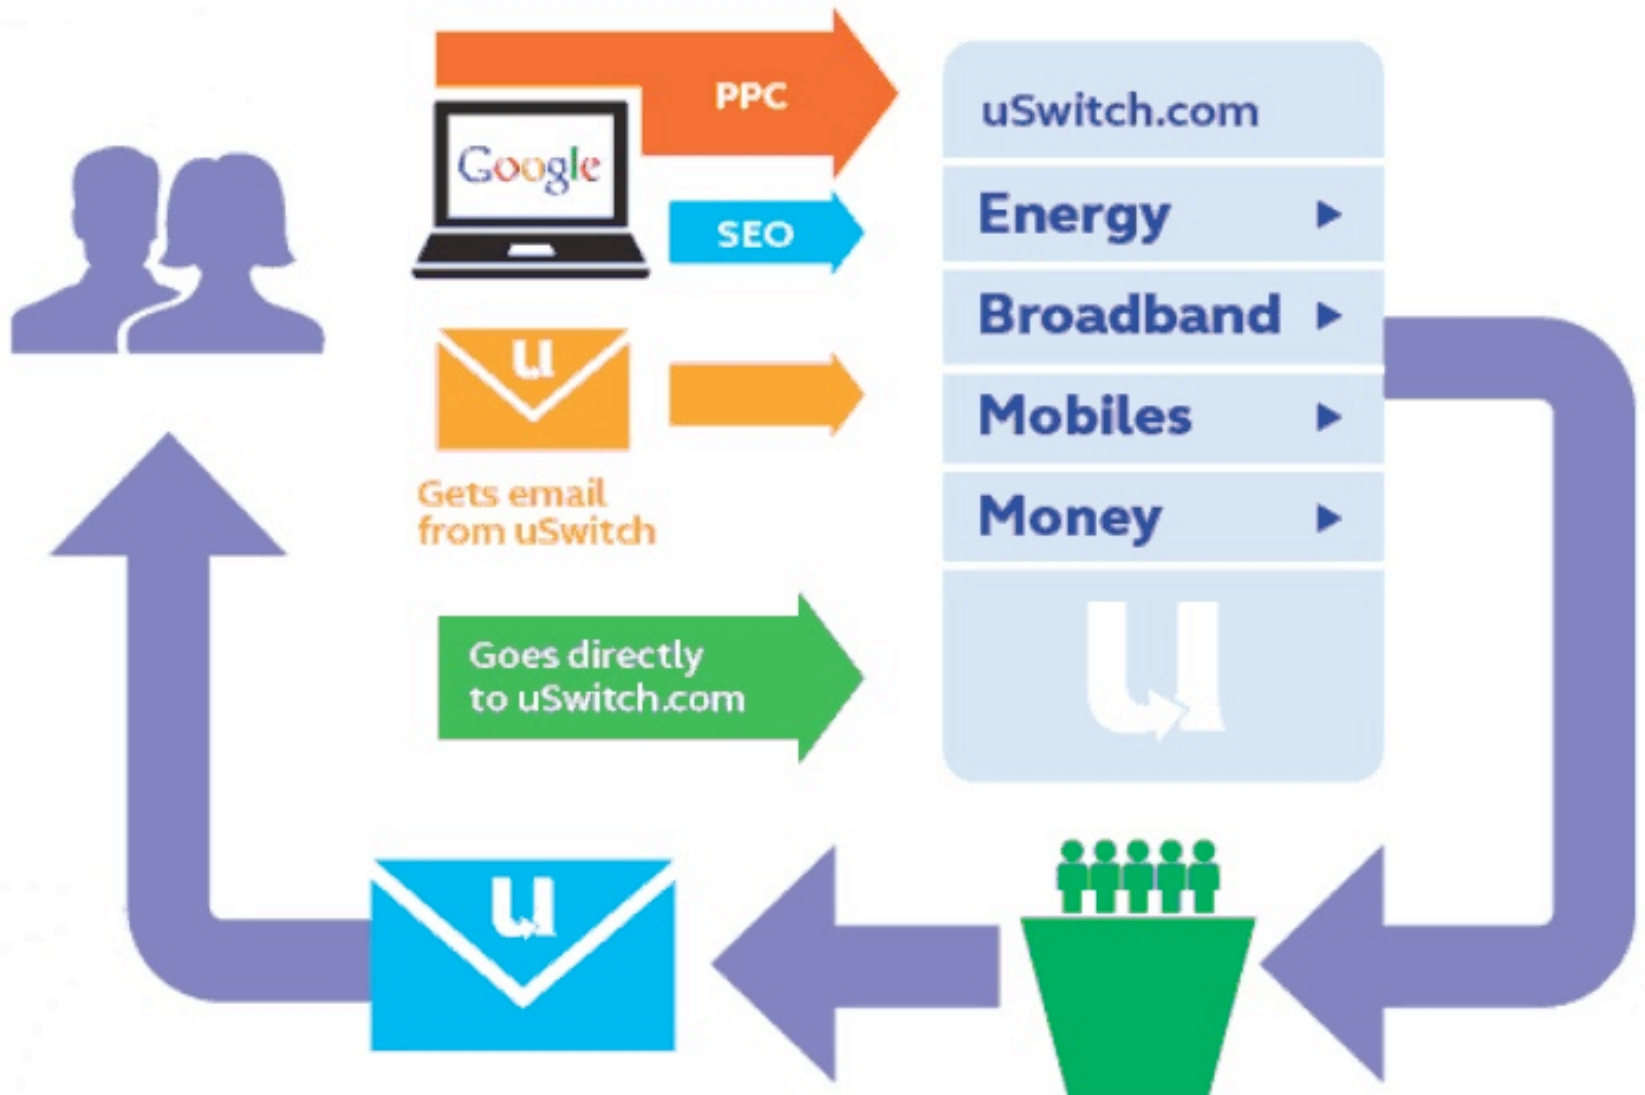 PPC
Google
SEO
u
Gets email
from uSwitch
Goes directly
to uSwitch.com
uSwitch.com
Energy
Broadband
Mobiles
Money
u
u